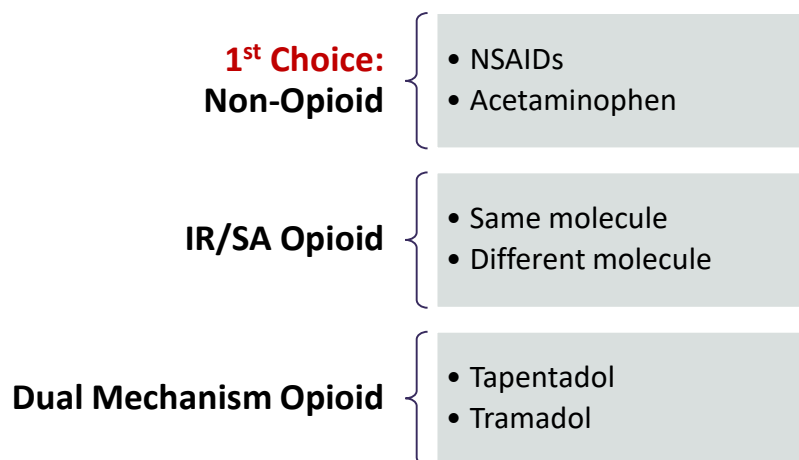 1st Choice:
Non-Opioid
• NSAIDs
• Acetaminophen
IR/SA Opioid
• Same molecule
• Different molecule
Dual Mechanism Opioid
• Tapentadol
• Tramadol